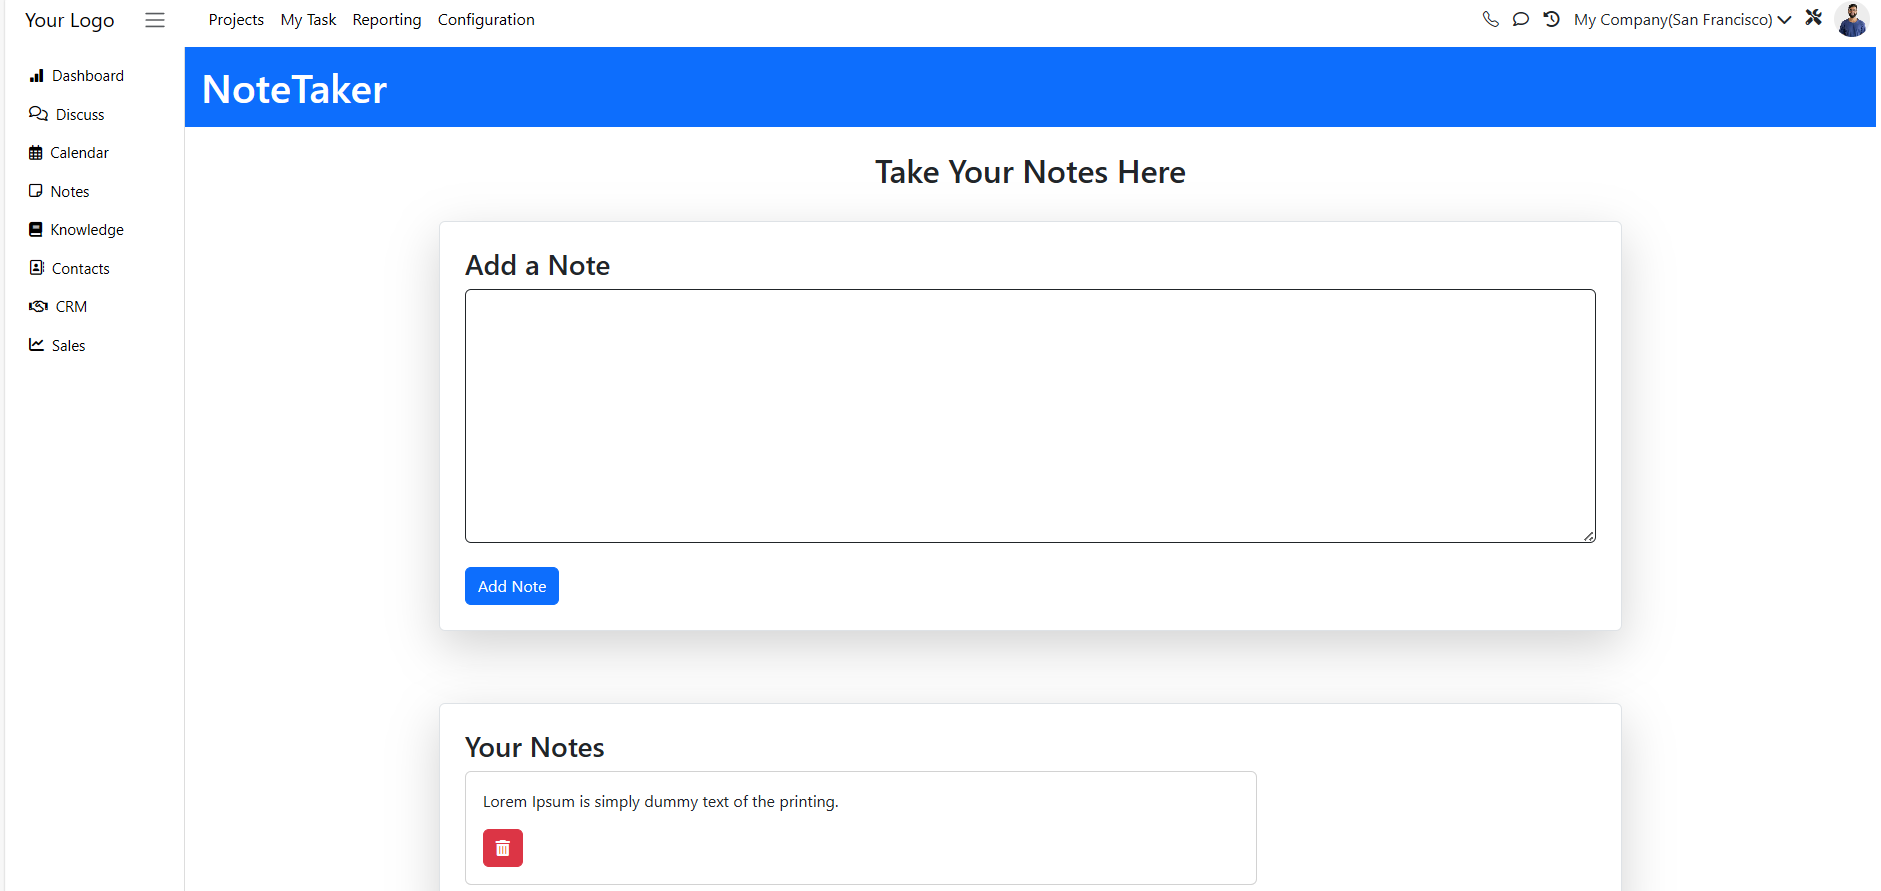 Your Logo
Projects My Task Reporting Configuration
My Company(San Francisco)
Dashboard
Discuss
Calendar
Notes
Knowledge
Contacts
CRM
Sales
NoteTaker
Take Your Notes Here
Add a Note
Add Note
Your Notes
Lorem Ipsum is simply dummy text of the printing.